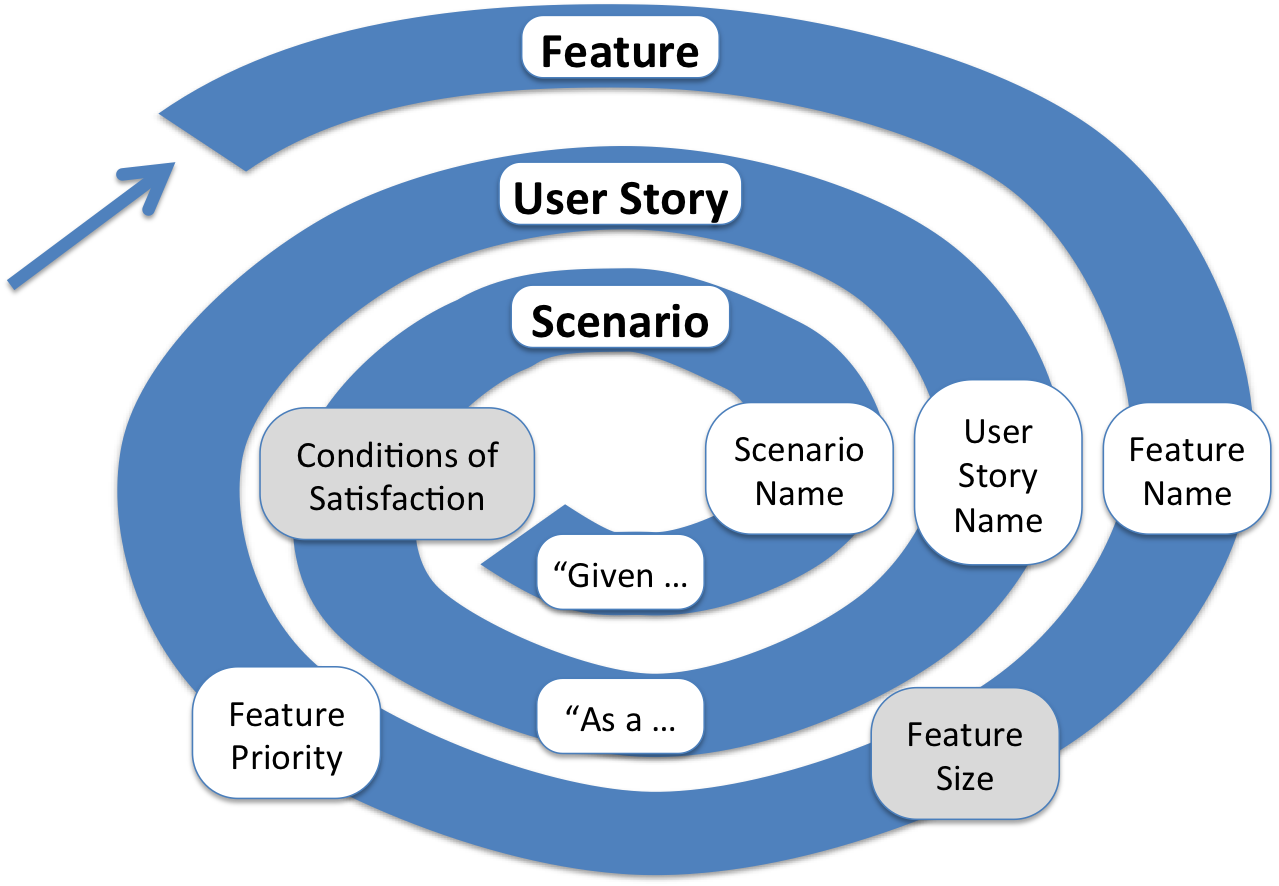 Feature
User Story
Scenario
Conditions of
Satisfaction
Scenario
Name
User
Story
Name
Feature
Name
“Given ...
Feature
Priority
“As a ...
Feature
Size